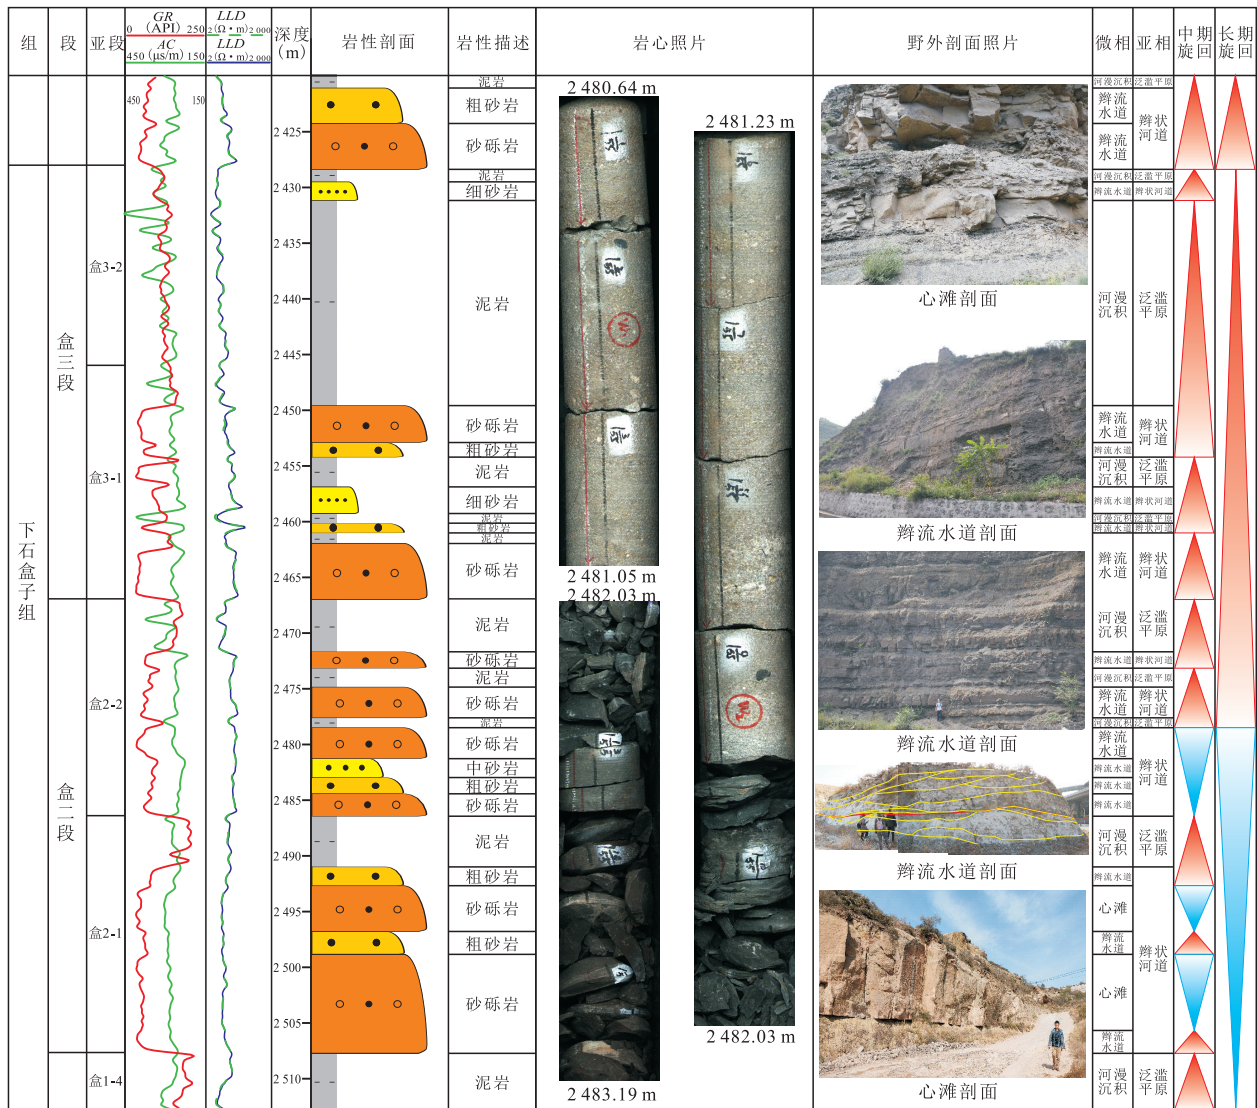 组
段
亚段
GR
0 (API) 250
AC
450 (μs/m) 150
LLD
2(Ω·m)2 000
LLD
2(Ω·m)2 000
深度
(m)
岩性剖面
岩性描述
岩心照片
野外剖面照片
微相
亚相
中期
旋回
长期
旋回
450 150
下石盒子组
盒三段
盒二段
盒3-2
盒3-1
盒2-2
盒2-1
盒1-4
2 425
2 430
2 435
2 440
2 445
2 450
2 455
2 460
2 465
2 470
2 475
2 480
2 485
2 490
2 495
2 500
2 505
2 510
泥岩
粗砂岩
砂砾岩
泥岩
细砂岩
泥岩
砂砾岩
粗砂岩
泥岩
细砂岩
泥岩
粗砂岩
泥岩
砂砾岩
泥岩
砂砾岩
泥岩
砂砾岩
泥岩
砂砾岩
中砂岩
粗砂岩
砂砾岩
泥岩
粗砂岩
砂砾岩
粗砂岩
砂砾岩
泥岩
2 480.64 m
2 481.05 m
2 482.03 m
2 483.19 m
2 481.23 m
2 482.03 m
心滩剖面
辫流水道剖面
辫流水道剖面
辫流水道剖面
心滩剖面
河漫沉积
辫流
水道
辫流
水道
河漫沉积
辫流水道
河漫
沉积
辫流
水道
辫流水道
河漫
沉积
辫流水道
河漫沉积
辫流水道
辫流
水道
河漫
沉积
辫流水道
河漫沉积
辫流
水道
河漫沉积
辫流
水道
辫流水道
辫流水道
辫流水道
河漫
沉积
辫流水道
心滩
辫流
水道
心滩
辫流
水道
河漫
沉积
泛滥平原
辫状
河道
泛滥平原
辫状河道
泛滥
平原
辫状
河道
泛滥
平原
辫状河道
泛滥平原
辫状河道
辫状
河道
泛滥
平原
辫状河道
泛滥平原
辫状
河道
泛滥平原
辫状
河道
泛滥
平原
辫状
河道
泛滥
平原